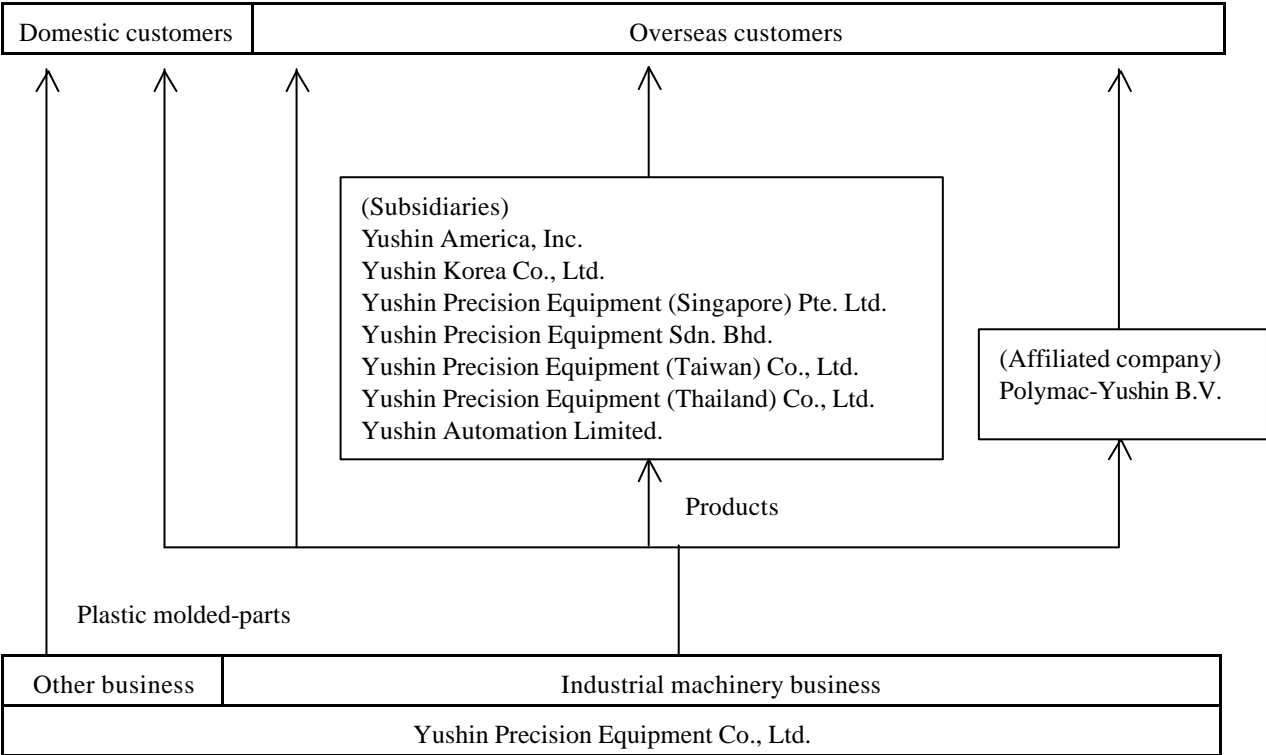 Domestic customers
Overseas customers
(Subsidiaries)
Yushin America, Inc.
Yushin Korea Co., Ltd.
Yushin Precision Equipment (Singapore) Pte. Ltd.
Yushin Precision Equipment Sdn. Bhd.
Yushin Precision Equipment (Taiwan) Co., Ltd.
Yushin Precision Equipment (Thailand) Co., Ltd.
Yushin Automation Limited.
(Affiliated company)
Polymac-Yushin B.V.
Products
Plastic molded-parts
Other business
Industrial machinery business
Yushin Precision Equipment Co., Ltd.